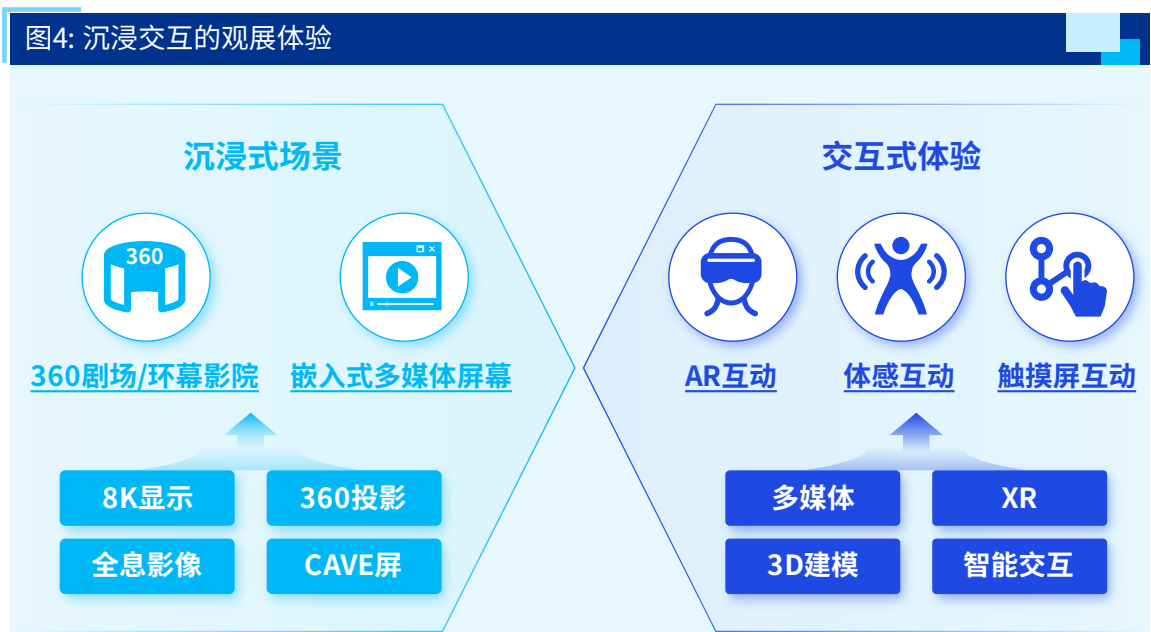 图4: 沉浸交互的观展体验
沉浸式场景
360
360剧场/环幕影院
嵌入式多媒体屏幕
8K显示
360投影
全息影像
CAVE屏
交互式体验
AR互动
体感互动
触摸屏互动
多媒体
XR
3D建模
智能交互